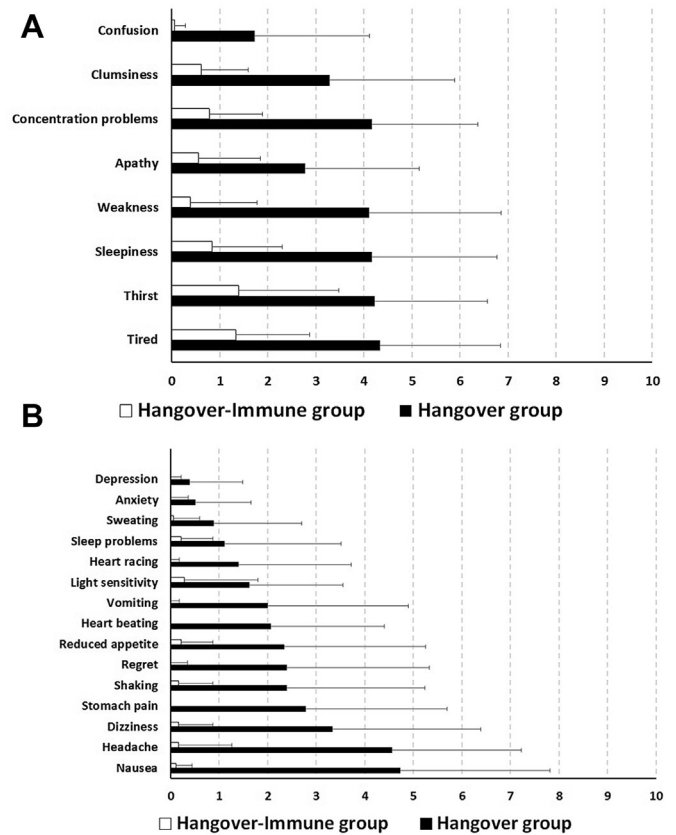 A
Confusion
Clumsiness
Concentration problems
Apathy
Weakness
Sleepiness
Thirst
Tired
0 1 2 3 4 5 6 7 8 9 10
Hangover-Immune group Hangover group
B
Depression
Anxiety
Sweating
Sleep problems
Heart racing
Light sensitivity
Vomiting
Heart beating
Reduced appetite
Regret
Shaking
Stomach pain
Dizziness
Headache
Nausea
0 1 2 3 4 5 6 7 8 9 10
Hangover-Immune group Hangover group